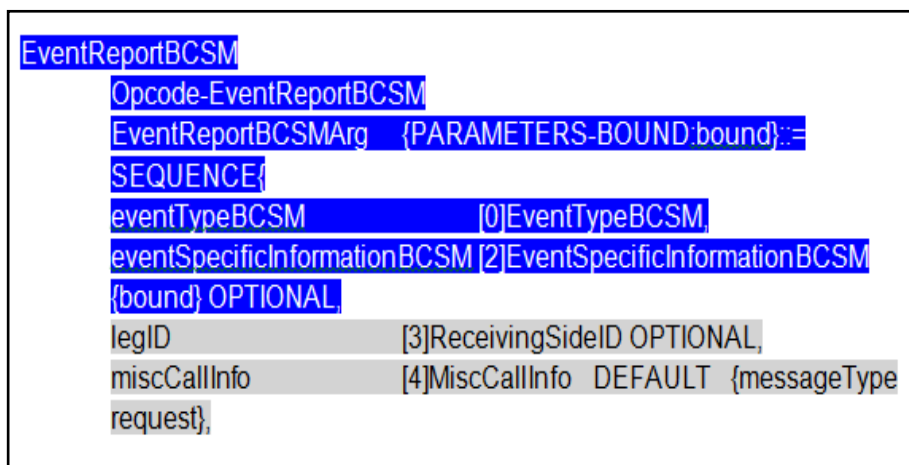 EventReportBCSM
Opcode-EventReportBCSM
EventReportBCSMArg {PARAMETERS-BOUND:bound}::=
SEQUENCE{
eventTypeBCSM [0]EventTypeBCSM,
eventSpecificInformationBCSM [2]EventSpecificInformationBCSM
{bound} OPTIONAL,
legID [3]ReceivingSideID OPTIONAL,
miscCallInfo [4]MiscCallInfo DEFAULT {messageType
request},